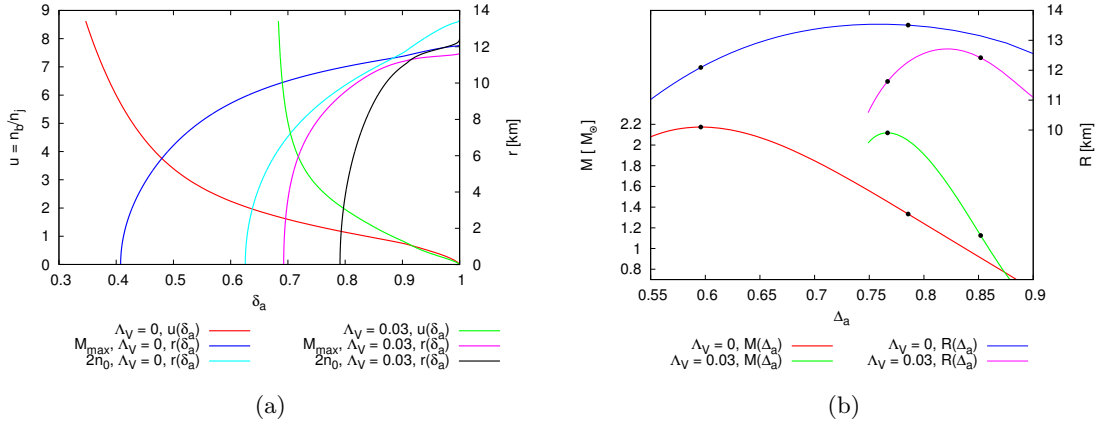 9
8
7
6
5
4
3
2
1
0
u = n_b/n_j
14
12
10
8
6
4
2
0
r [km]
0.3 0.4 0.5 0.6 0.7 0.8 0.9 1
δ_a
Λ_V = 0, u(δ_a)
M_max, Λ_V = 0, r(δ_a)
2n_0, Λ_V = 0, r(δ_a)
Λ_V = 0.03, u(δ_a)
M_max, Λ_V = 0.03, r(δ_a)
2n_0, Λ_V = 0.03, r(δ_a)
(a)
2.2
2
1.8
1.6
1.4
1.2
1
0.8
M [ M_⊙]
14
13
13
12
12
11
11
10
R [km]
0.55 0.6 0.65 0.7 0.75 0.8 0.85 0.9
Δ_a
Λ_V = 0, M(Δ_a)
Λ_V = 0.03, M(Δ_a)
Λ_V = 0, R(Δ_a)
Λ_V = 0.03, R(Δ_a)
(b)